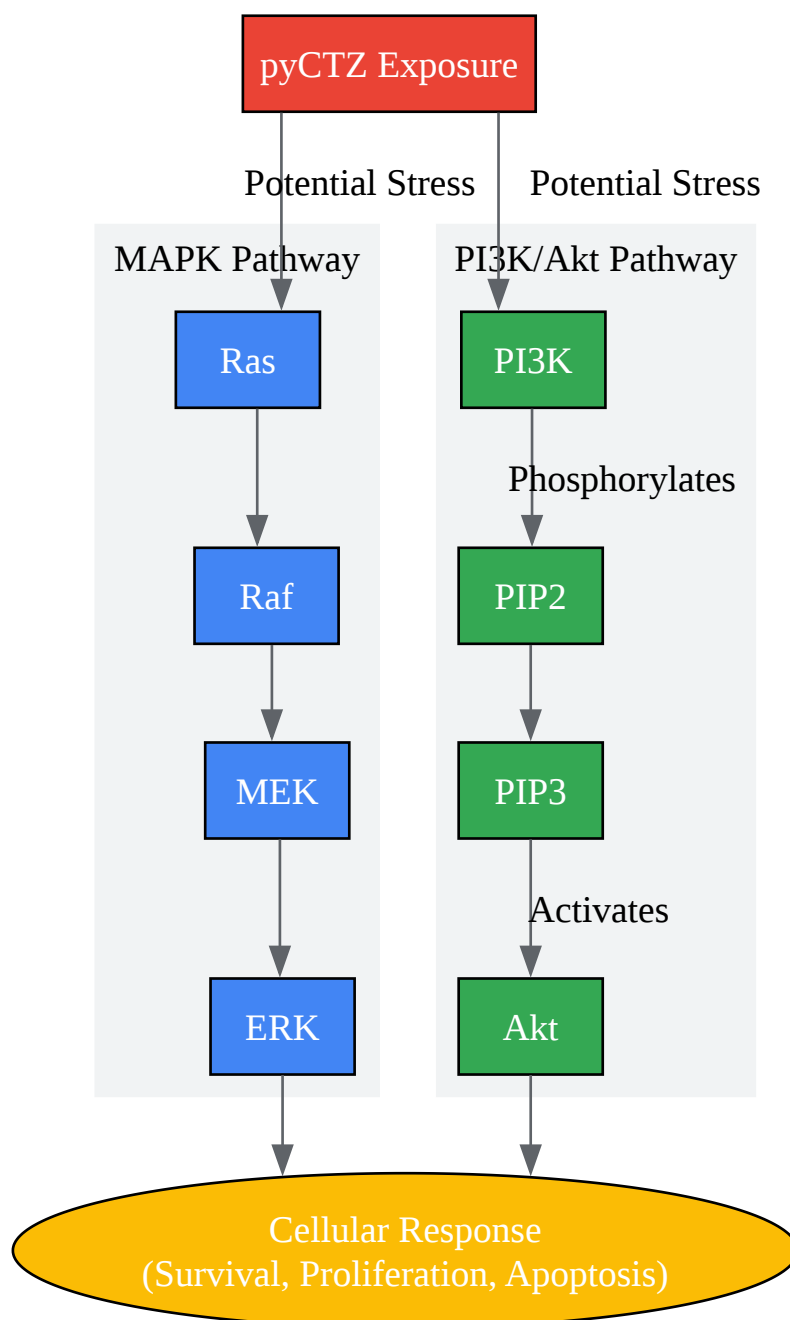 pyCTZ Exposure
Potential Stress
Potential Stress
MAPK Pathway
PI3K/Akt Pathway
Ras
PI3K
Phosphorylates
Raf
PIP2
MEK
PIP3
Activates
ERK
Akt
Cellular Response
(Survival, Proliferation, Apoptosis)